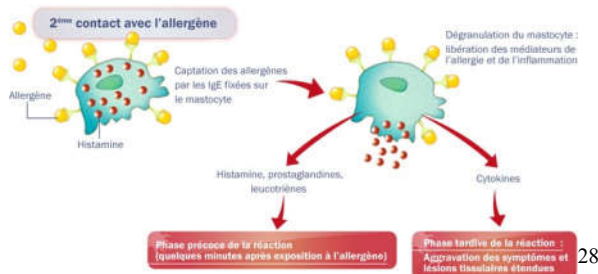 2ème contact avec l'allergène
Dégranulation du mastocyte :
libération des médiateurs de
l'allergie et de l'inflammation
Captation des allergènes
par les IgE fixées sur
le mastocyte
Allergène
Histamine
Histamine, prostaglandines,
leucotriènes
Cytokines
Phase précoce de la réaction
(quelques minutes après exposition à l'allergène)
Phase tardive de la réaction :
Aggravation des symptômes et
lésions tissulaires étendues
28